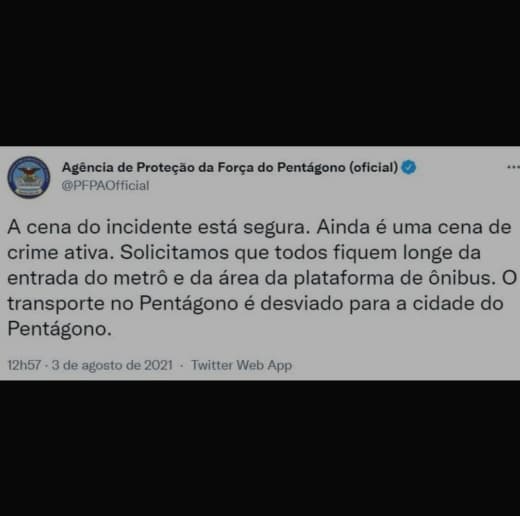 Agência de Proteção da Força do Pentágono (oficial)
@PFPAOfficial
A cena do incidente está segura. Ainda é uma cena de
crime ativa. Solicitamos que todos fiquem longe da
entrada do metrô e da área da plataforma de ônibus. O
transporte no Pentágono é desviado para a cidade do
Pentágono.
12h57 · 3 de agosto de 2021 · Twitter Web App